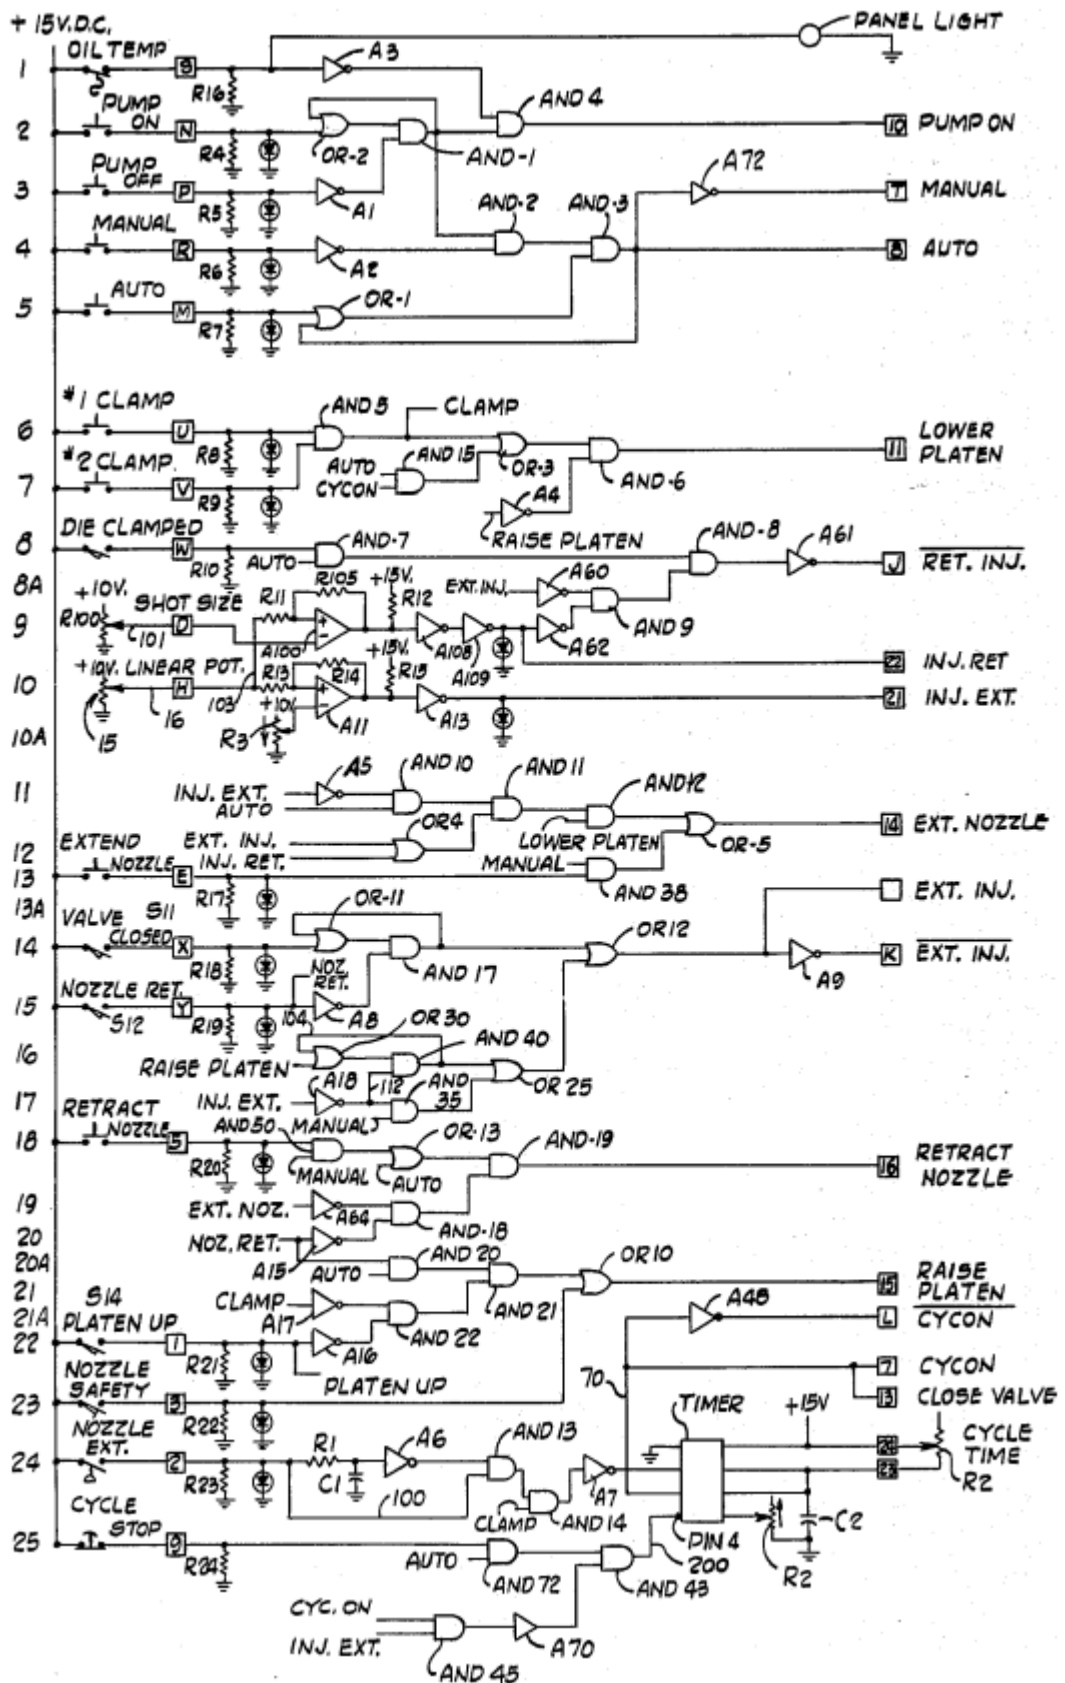 + 15V.D.C.
PANEL LIGHT
OIL TEMP
A3
1
8
R16
AND 4
PUMP ON
2
N
R4
OR-2
AND-1
10 PUMP ON
PUMP OFF
A72
3
P
R5
A1
T MANUAL
MANUAL
AND-2
AND-3
4
R
R6
A2
8 AUTO
AUTO
OR-1
5
M
R7
#1 CLAMP
AND 5
CLAMP
6
U
R8
LOWER PLATEN
11
#2 CLAMP.
AND 15
OR-3
AND-6
AUTO
CYCON
7
V
R9
A4
RAISE PLATEN
DIE CLAMPED
AND-7
AND-8
A61
8
W
R10
AUTO
J RET. INJ.
8A
R105
+15V.
EXT.INJ.
A60
+10V.
SHOT SIZE
R11
R12
9
R100
O
101
A100
A108
A109
A62
AND 9
+10V. LINEAR POT.
R13
R14
+15V.
R15
22 INJ. RET
10
H
16
103
+10V
A11
A13
21 INJ. EXT.
10A
15
R3
A5
AND 10
AND 11
AND 12
11
INJ. EXT.
AUTO
OR4
LOWER PLATEN
OR-5
14 EXT. NOZZLE
12
EXTEND
EXT. INJ.
INJ. RET.
MANUAL
13
NOZZLE
E
R17
AND 38
EXT. INJ.
13A
VALVE
S11
OR-11
OR12
14
CLOSED
X
R18
AND 17
A9
K EXT. INJ.
NOZZLE RET.
NOZ. RET.
15
S12
Y
R19
A8
104
OR30
AND 40
16
RAISE PLATEN
A18
112
AND 35
OR 25
17
INJ. EXT.
RETRACT
AND50
MANUAL
OR-13
AND-19
18
NOZZLE
5
R20
MANUAL
AUTO
16 RETRACT NOZZLE
19
EXT. NOZ.
A64
AND-18
20
NOZ. RET.
A15
AND 20
OR10
20A
AUTO
15 RAISE PLATEN
21
S14
CLAMP
A17
AND 22
AND 21
A48
21A
PLATEN UP
L CYCON
22
1
R21
A16
PLATEN UP
70
7 CYCON
NOZZLE SAFETY
23
3
R22
TIMER
+15V
13 CLOSE VALVE
NOZZLE EXT.
R1
A6
AND 13
24
CYCLE TIME
24
2
R23
C1
100
CLAMP
AND 14
A7
23
R2
CYCLE STOP
PIN 4
C2
25
9
R24
AUTO
AND 72
AND 43
200
R2
CYC. ON
INJ. EXT.
A70
AND 45